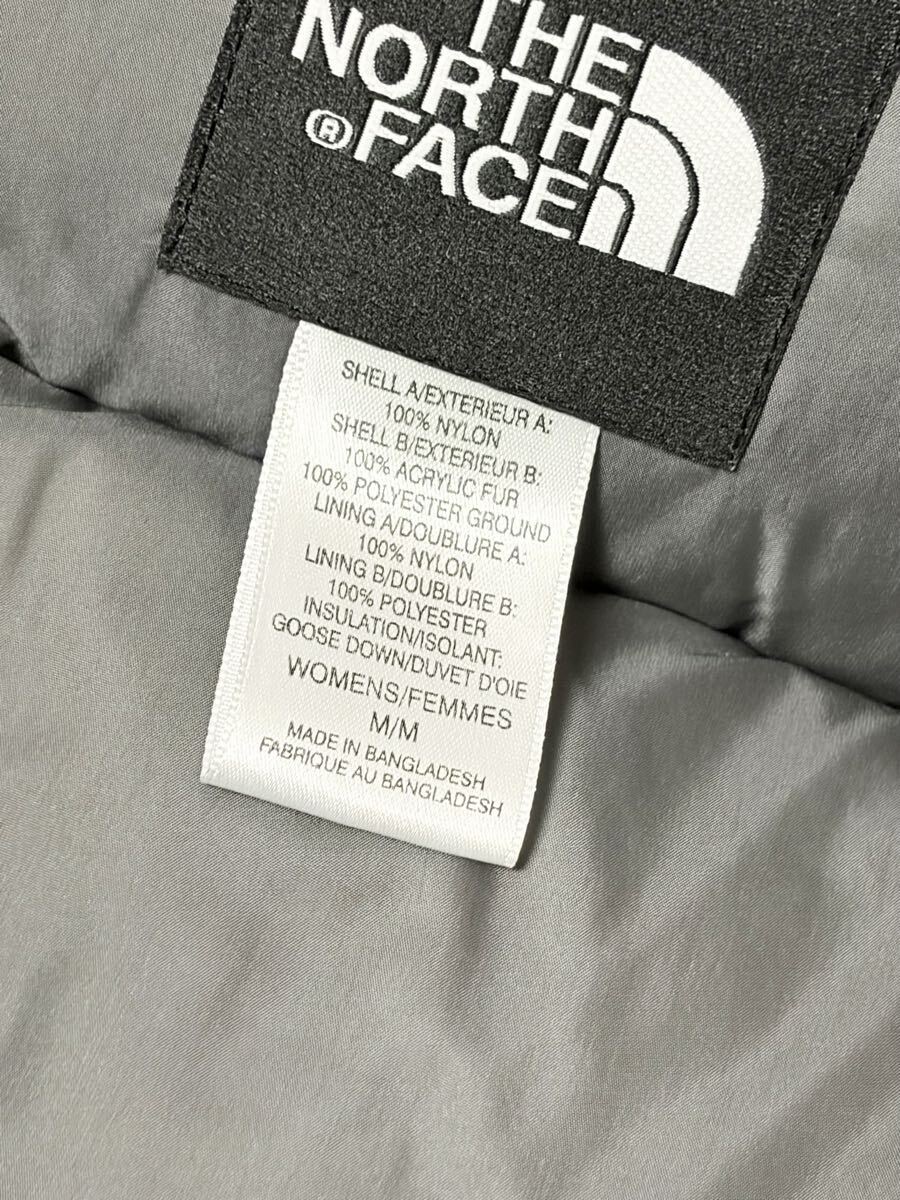 THE
NORTH
®FACE
SHELL A/EXTERIEUR A:
100% NYLON
SHELL B/EXTERIEUR B:
100% ACRYLIC FUR
100% POLYESTER GROUND
LINING A/DOUBLURE A:
100% NYLON
LINING B/DOUBLURE B:
100% POLYESTER
INSULATION/ISOLANT:
GOOSE DOWN/DUVET D'OIE
WOMENS/FEMMES
M/M
MADE IN BANGLADESH
FABRIQUE AU BANGLADESH